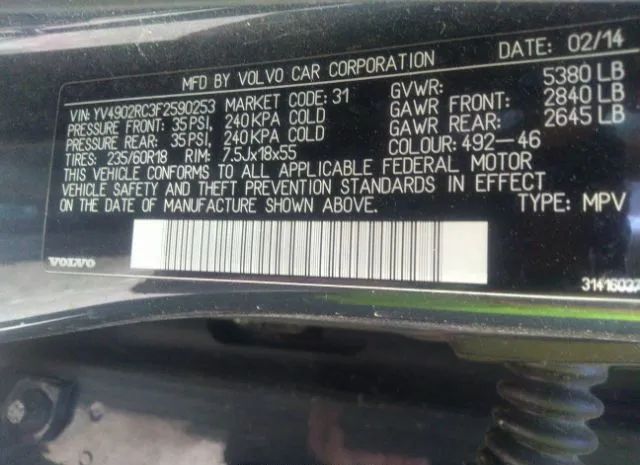 DATE: 02/14
MFD BY VOLVO CAR CORPORATION
VIN: YV4902RC3F2590253 MARKET CODE: 31 GVWR: 5380 LB
PRESSURE FRONT: 35PSI, 240KPA COLD GAWR FRONT: 2840 LB
PRESSURE REAR: 35PSI, 240KPA COLD GAWR REAR: 2645 LB
TIRES: 235/60R18 RIM: 7.5Jx18x55 COLOUR: 492-46
THIS VEHICLE CONFORMS TO ALL APPLICABLE FEDERAL MOTOR
VEHICLE SAFETY AND THEFT PREVENTION STANDARDS IN EFFECT
ON THE DATE OF MANUFACTURE SHOWN ABOVE. TYPE: MPV
VOLVO